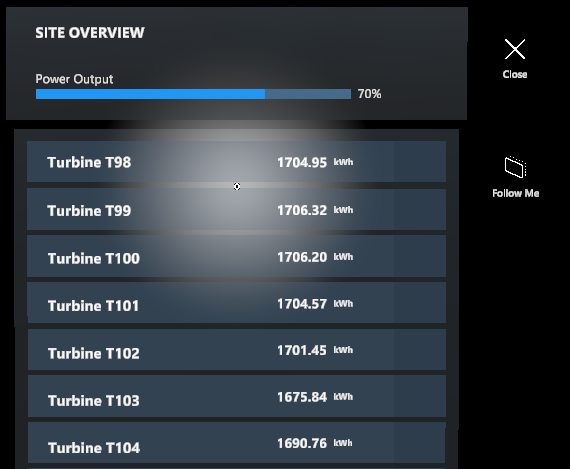 SITE OVERVIEW
Power Output
70%
Close
Follow Me
Turbine T98 1704.95 kWh
Turbine T99 1706.32 kWh
Turbine T100 1706.20 kWh
Turbine T101 1704.57 kWh
Turbine T102 1701.45 kWh
Turbine T103 1675.84 kWh
Turbine T104 1690.76 kWh